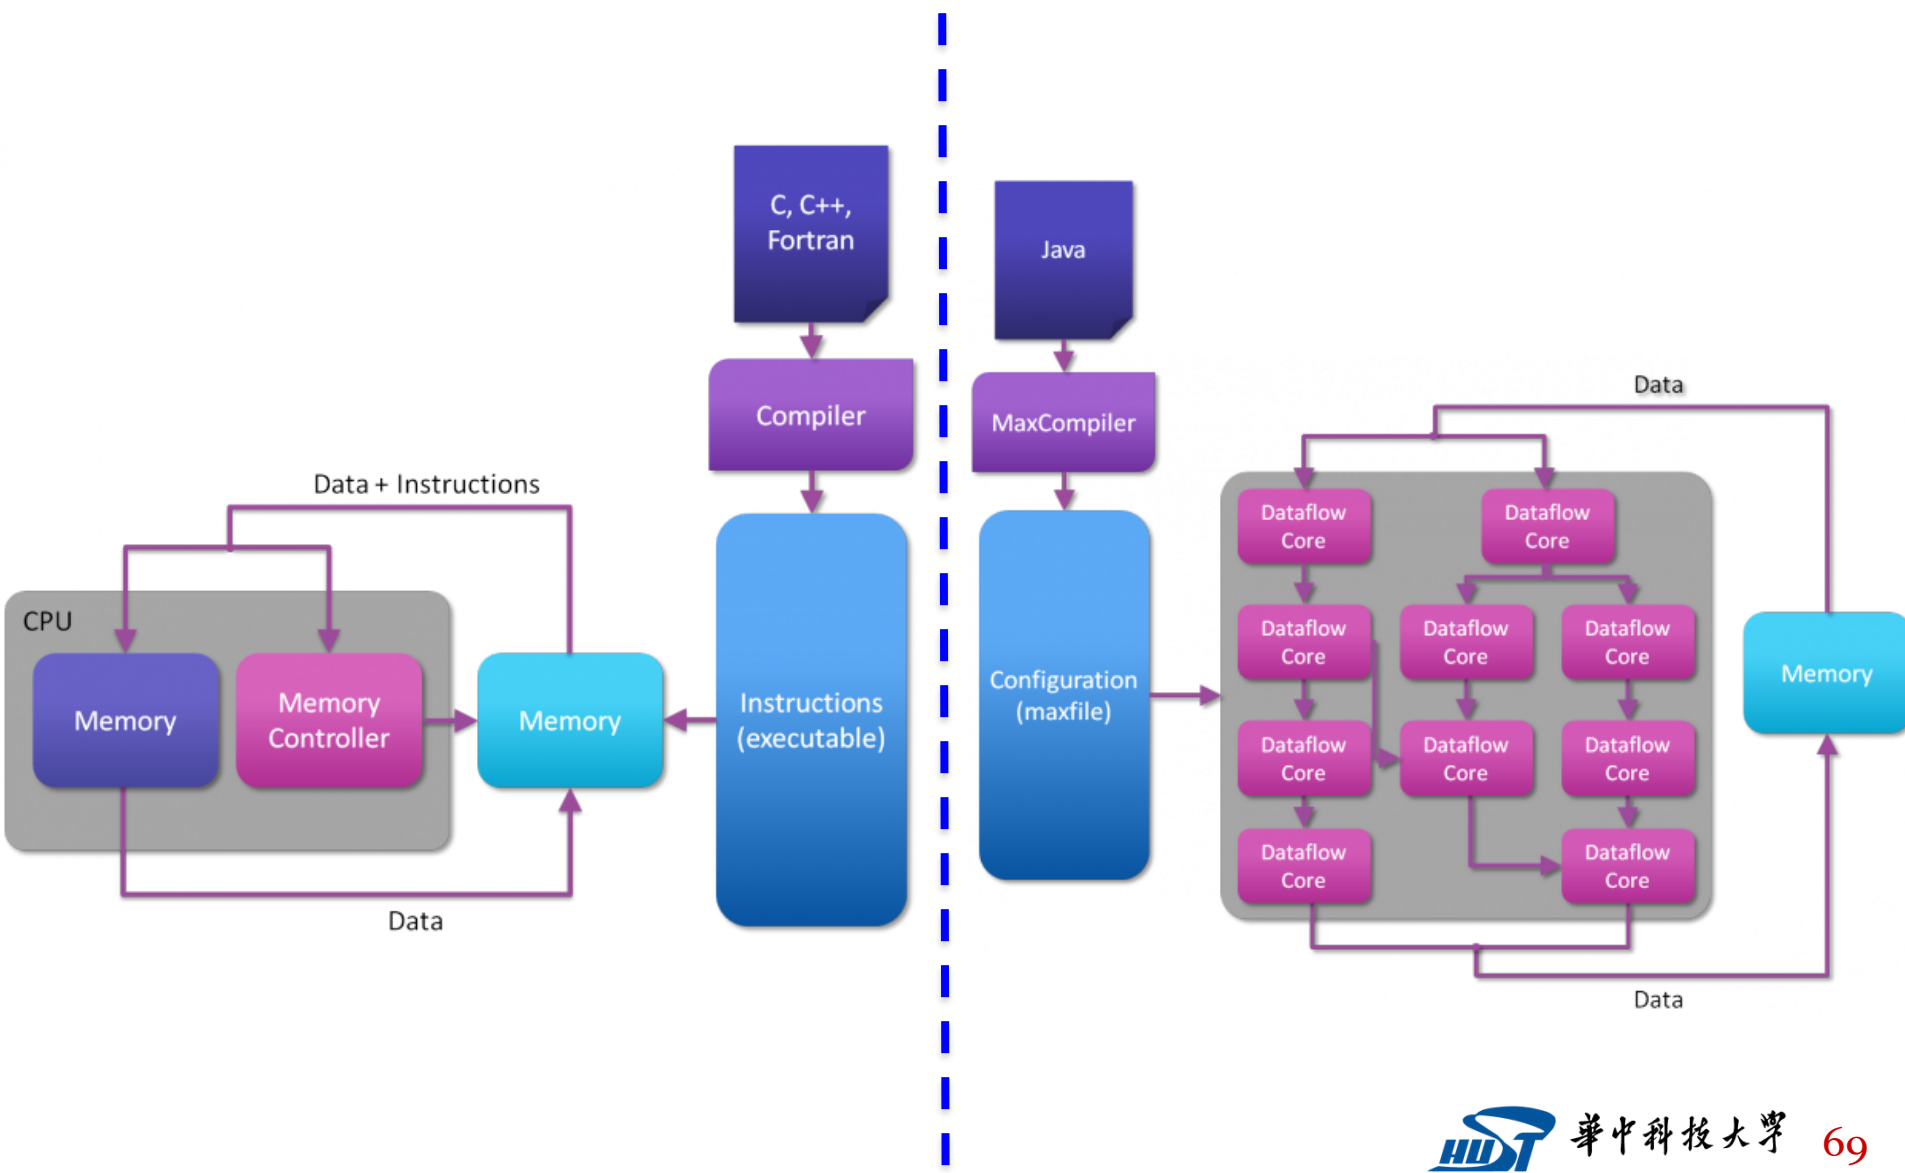 C, C++,
Fortran
Compiler
Data + Instructions
CPU
Memory
Memory
Controller
Memory
Instructions
(executable)
Data
Java
MaxCompiler
Configuration
(maxfile)
Data
Dataflow
Core
Dataflow
Core
Dataflow
Core
Dataflow
Core
Dataflow
Core
Dataflow
Core
Dataflow
Core
Dataflow
Core
Dataflow
Core
Dataflow
Core
Memory
Data
HUST
華中科技大學
69